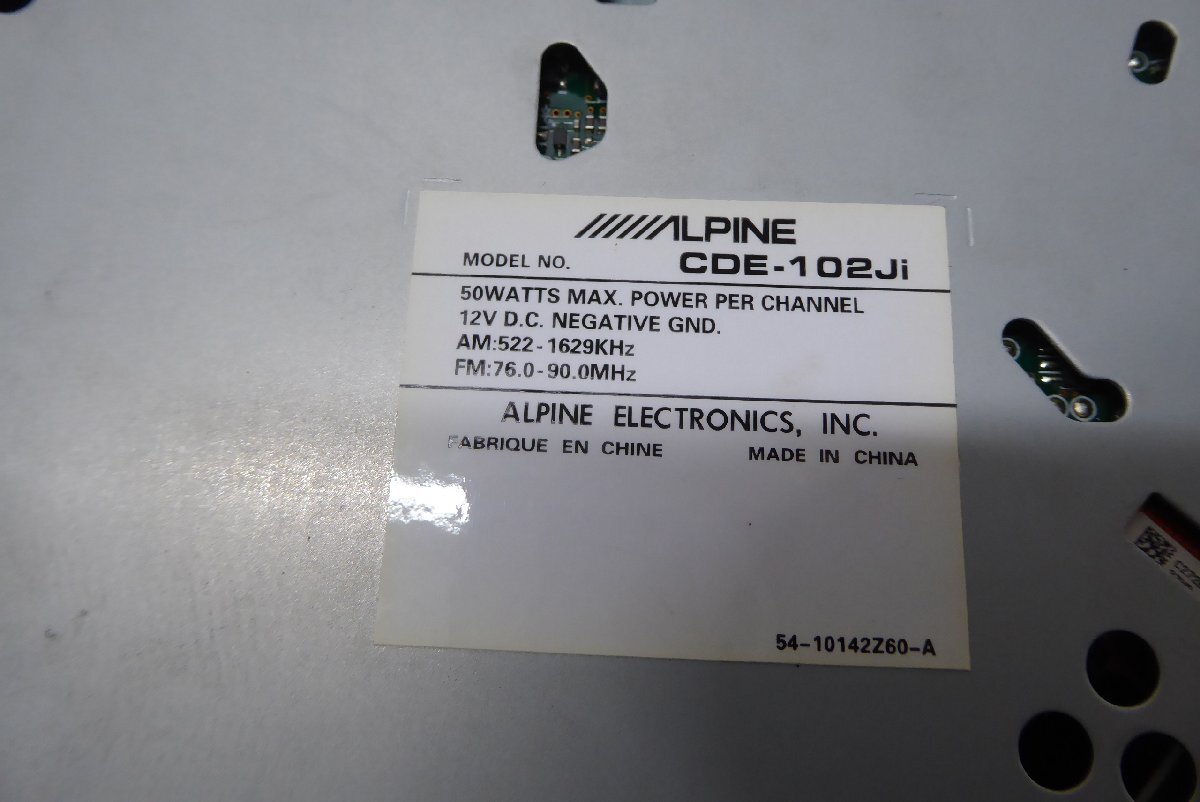 ALPINE
MODEL NO. CDE-102Ji
50WATTS MAX. POWER PER CHANNEL
12V D.C. NEGATIVE GND.
AM:522-1629KHz
FM:76.0-90.0MHz
ALPINE ELECTRONICS, INC.
FABRIQUE EN CHINE MADE IN CHINA
54-10142Z60-A